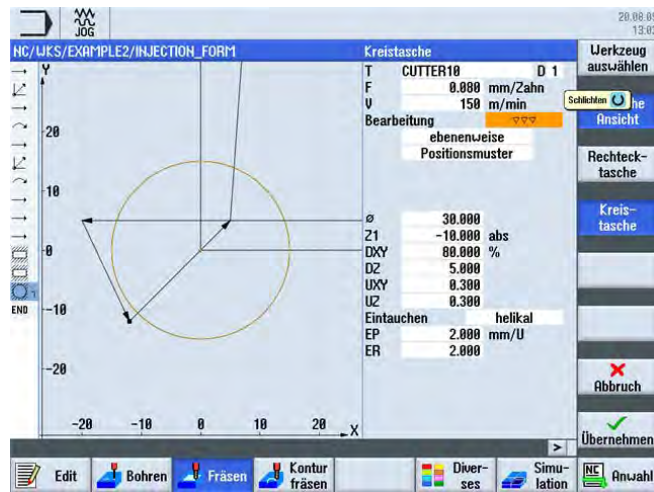 JOG
20.08.09
13:02
NC/WKS/EXAMPLE2/INJECTION_FORM
Y
20
10
0
-10
-20
-20 -10 0 10 20 X
END
Kreistasche
T CUTTER10 D 1
F 0.080 mm/Zahn
V 150 m/min
Bearbeitung ▽▽▽
ebenenweise
Positionsmuster
ø 30.000
Z1 -10.000 abs
DXY 80.000 %
DZ 5.000
UXY 0.300
UZ 0.300
Eintauchen helikal
EP 2.000 mm/U
ER 2.000
Werkzeug
auswählen
Schlichten
he
Ansicht
Rechteck-
tasche
Kreis-
tasche
Abbruch
Übernehmen
>
Edit
Bohren
Fräsen
Kontur
fräsen
Diver-
ses
Simu-
lation
NC Anwahl